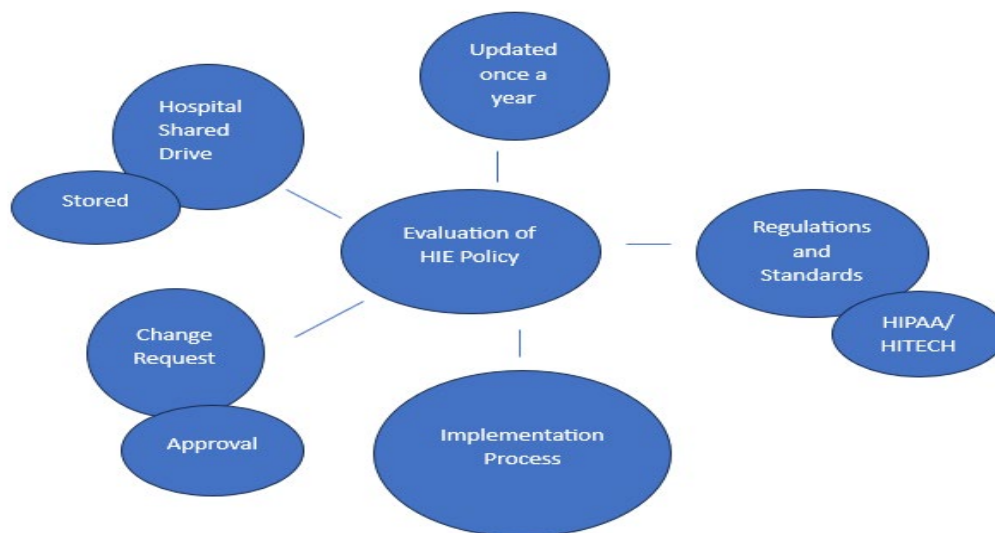 Updated
once a
year
Hospital
Shared
Drive
Stored
Evaluation of
HIE Policy
Regulations
and
Standards
HIPAA/
HITECH
Change
Request
Approval
Implementation
Process